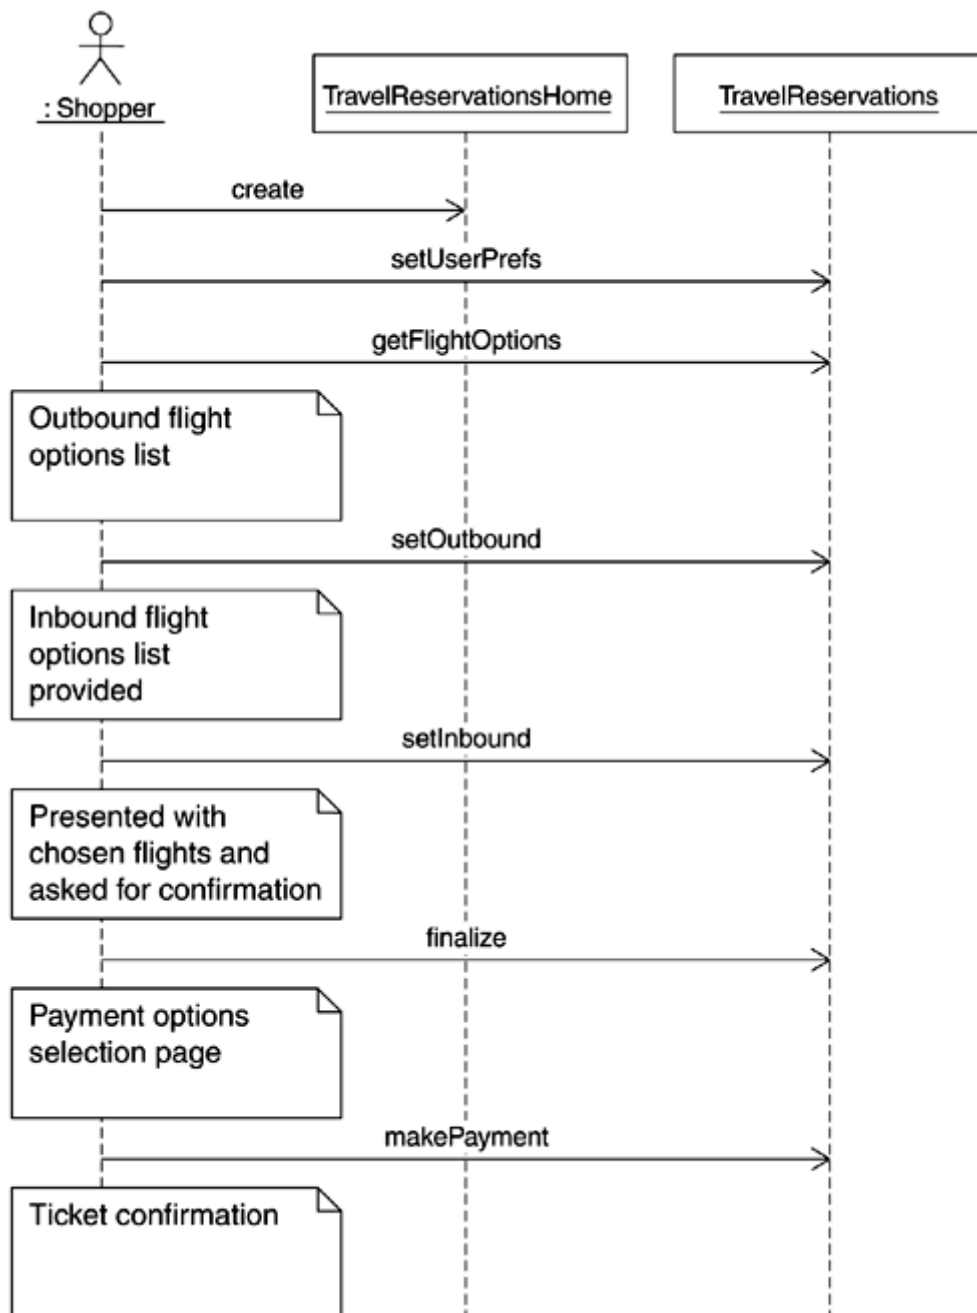 : Shopper
TravelReservationsHome
TravelReservations
create
setUserPrefs
getFlightOptions
Outbound flight
options list
setOutbound
Inbound flight
options list
provided
setInbound
Presented with
chosen flights and
asked for confirmation
finalize
Payment options
selection page
makePayment
Ticket confirmation